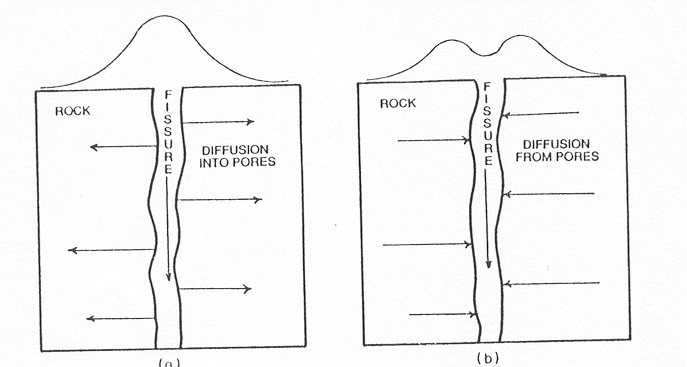 ROCK
FISSURE
DIFFUSION
INTO PORES
(a)
ROCK
FISSURE
DIFFUSION
FROM PORES
(b)